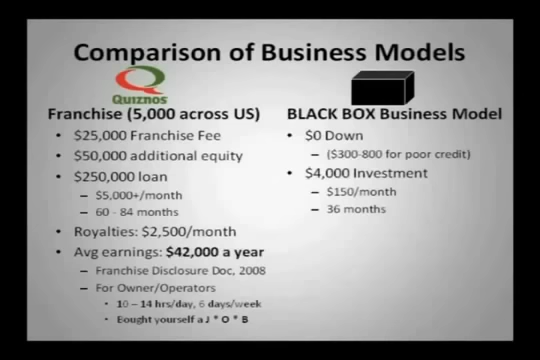 Comparison of Business Models
Quiznos
Franchise (5,000 across US)
• $25,000 Franchise Fee
• $50,000 additional equity
• $250,000 loan
– $5,000+/month
– 60 - 84 months
• Royalties: $2,500/month
• Avg earnings: $42,000 a year
– Franchise Disclosure Doc, 2008
– For Owner/Operators
• 10 – 14 hrs/day, 6 days/week
• Bought yourself a J * O * B
BLACK BOX Business Model
• $0 Down
– ($300-800 for poor credit)
• $4,000 Investment
– $150/month
– 36 months